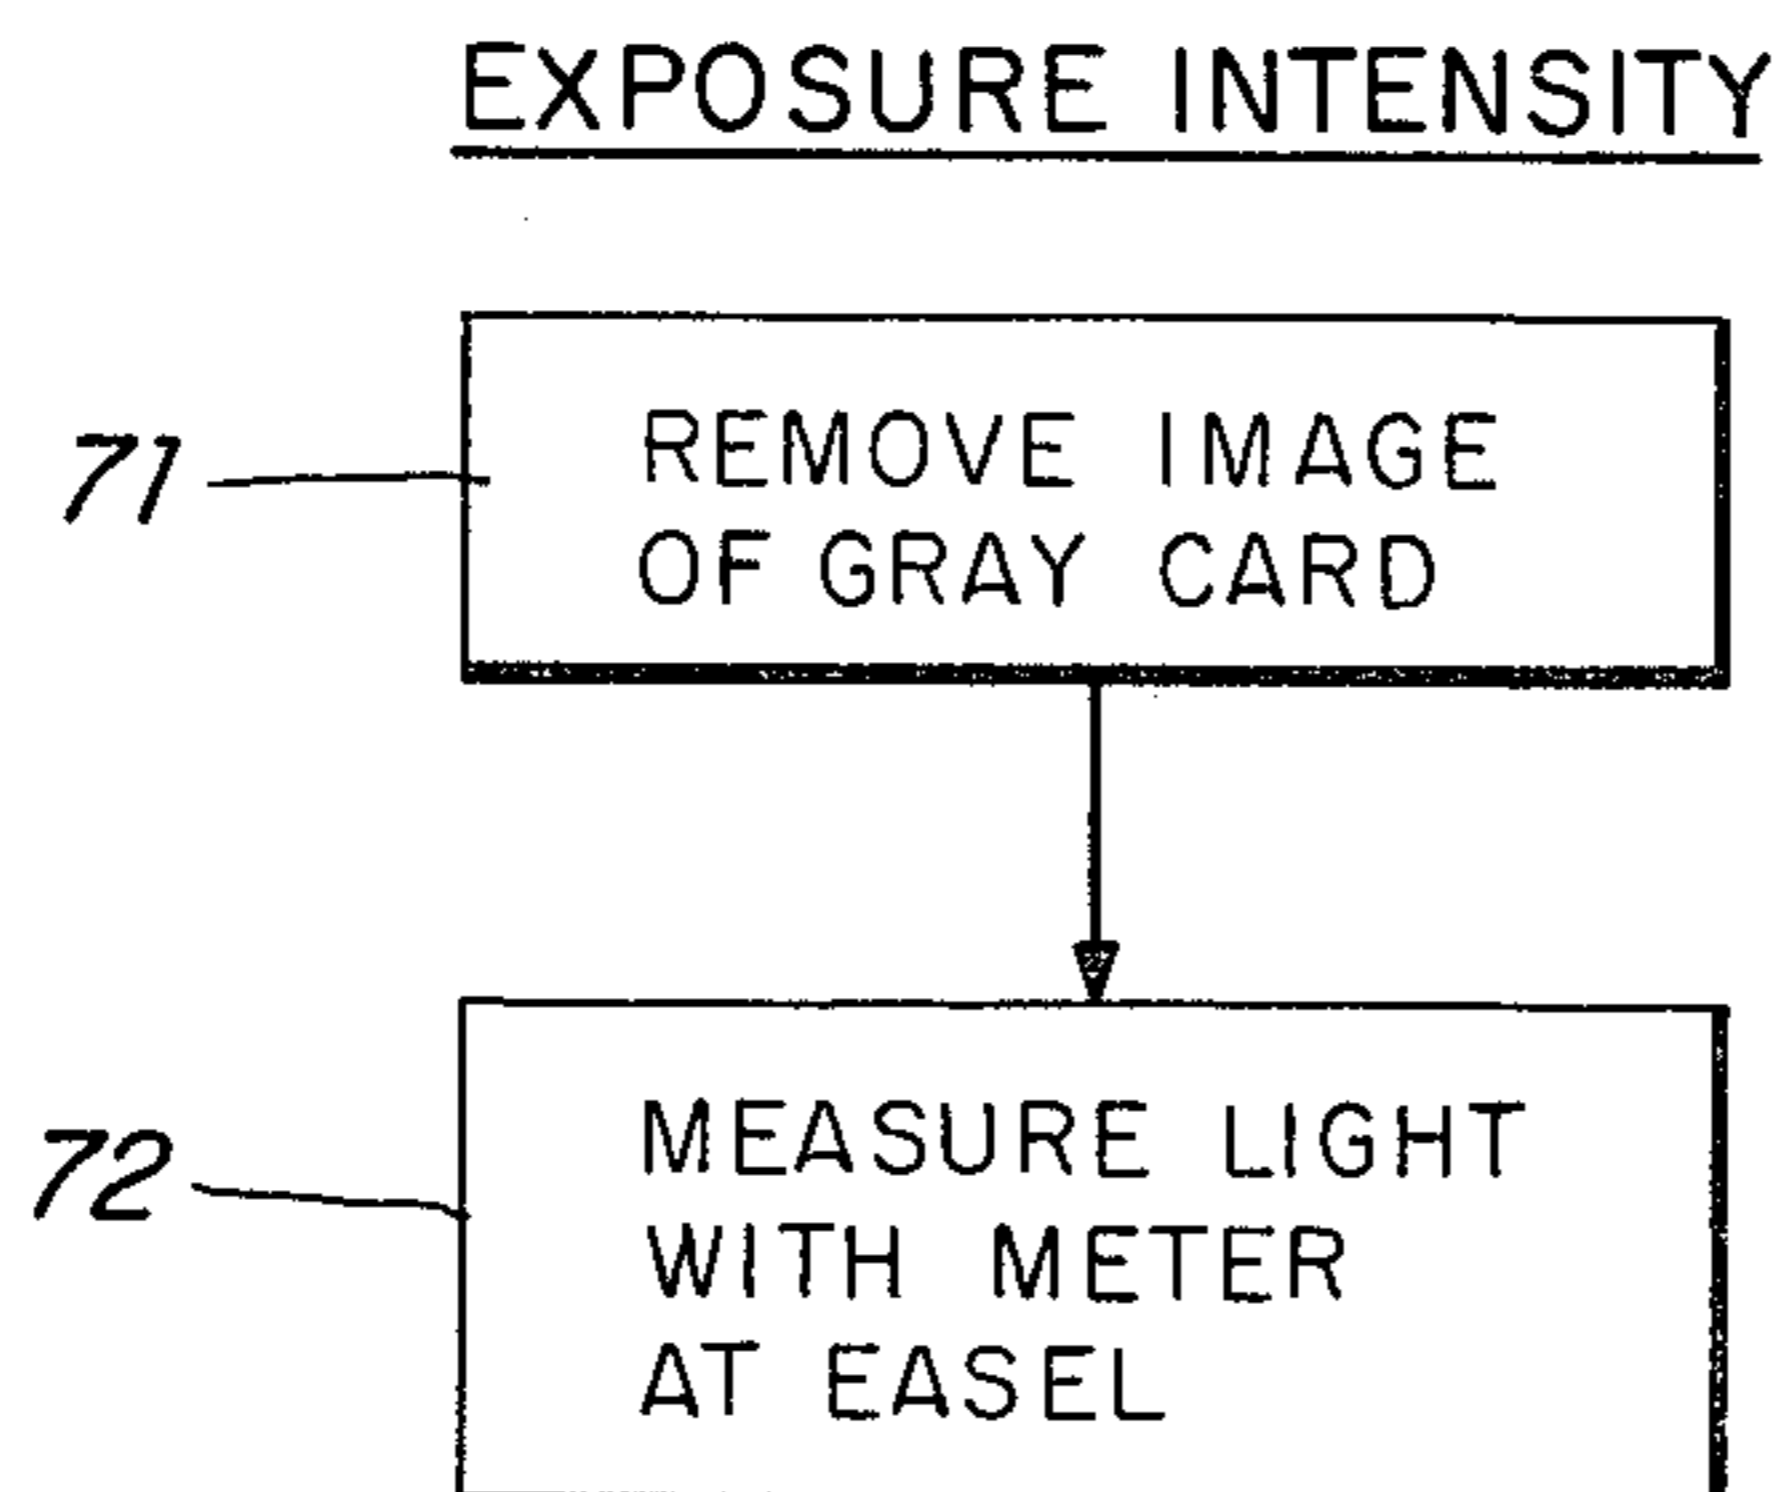 EXPOSURE INTENSITY
71
REMOVE IMAGE
OF GRAY CARD
72
MEASURE LIGHT
WITH METER
AT EASEL